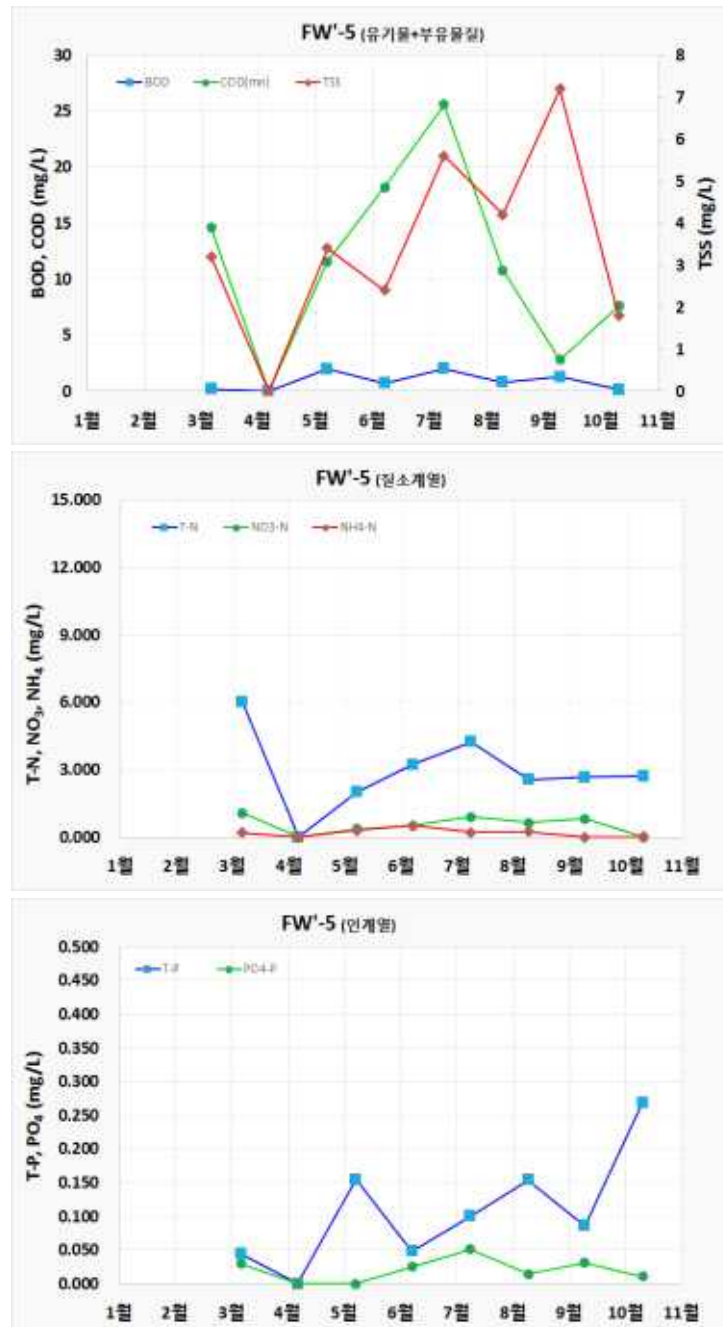 FW'-5 (유기물+부유물질)
BOD COD(mn) TSS
BOD, COD (mg/L)
30
25
20
15
10
5
0
TSS (mg/L)
8
7
6
5
4
3
2
1
0
1월 2월 3월 4월 5월 6월 7월 8월 9월 10월 11월
FW'-5 (질소계열)
T-N NO3-N NH4-N
T-N, NO₃, NH₄ (mg/L)
15.000
12.000
9.000
6.000
3.000
0.000
1월 2월 3월 4월 5월 6월 7월 8월 9월 10월 11월
FW'-5 (인계열)
T-P PO4-P
T-P, PO₄ (mg/L)
0.500
0.450
0.400
0.350
0.300
0.250
0.200
0.150
0.100
0.050
0.000
1월 2월 3월 4월 5월 6월 7월 8월 9월 10월 11월